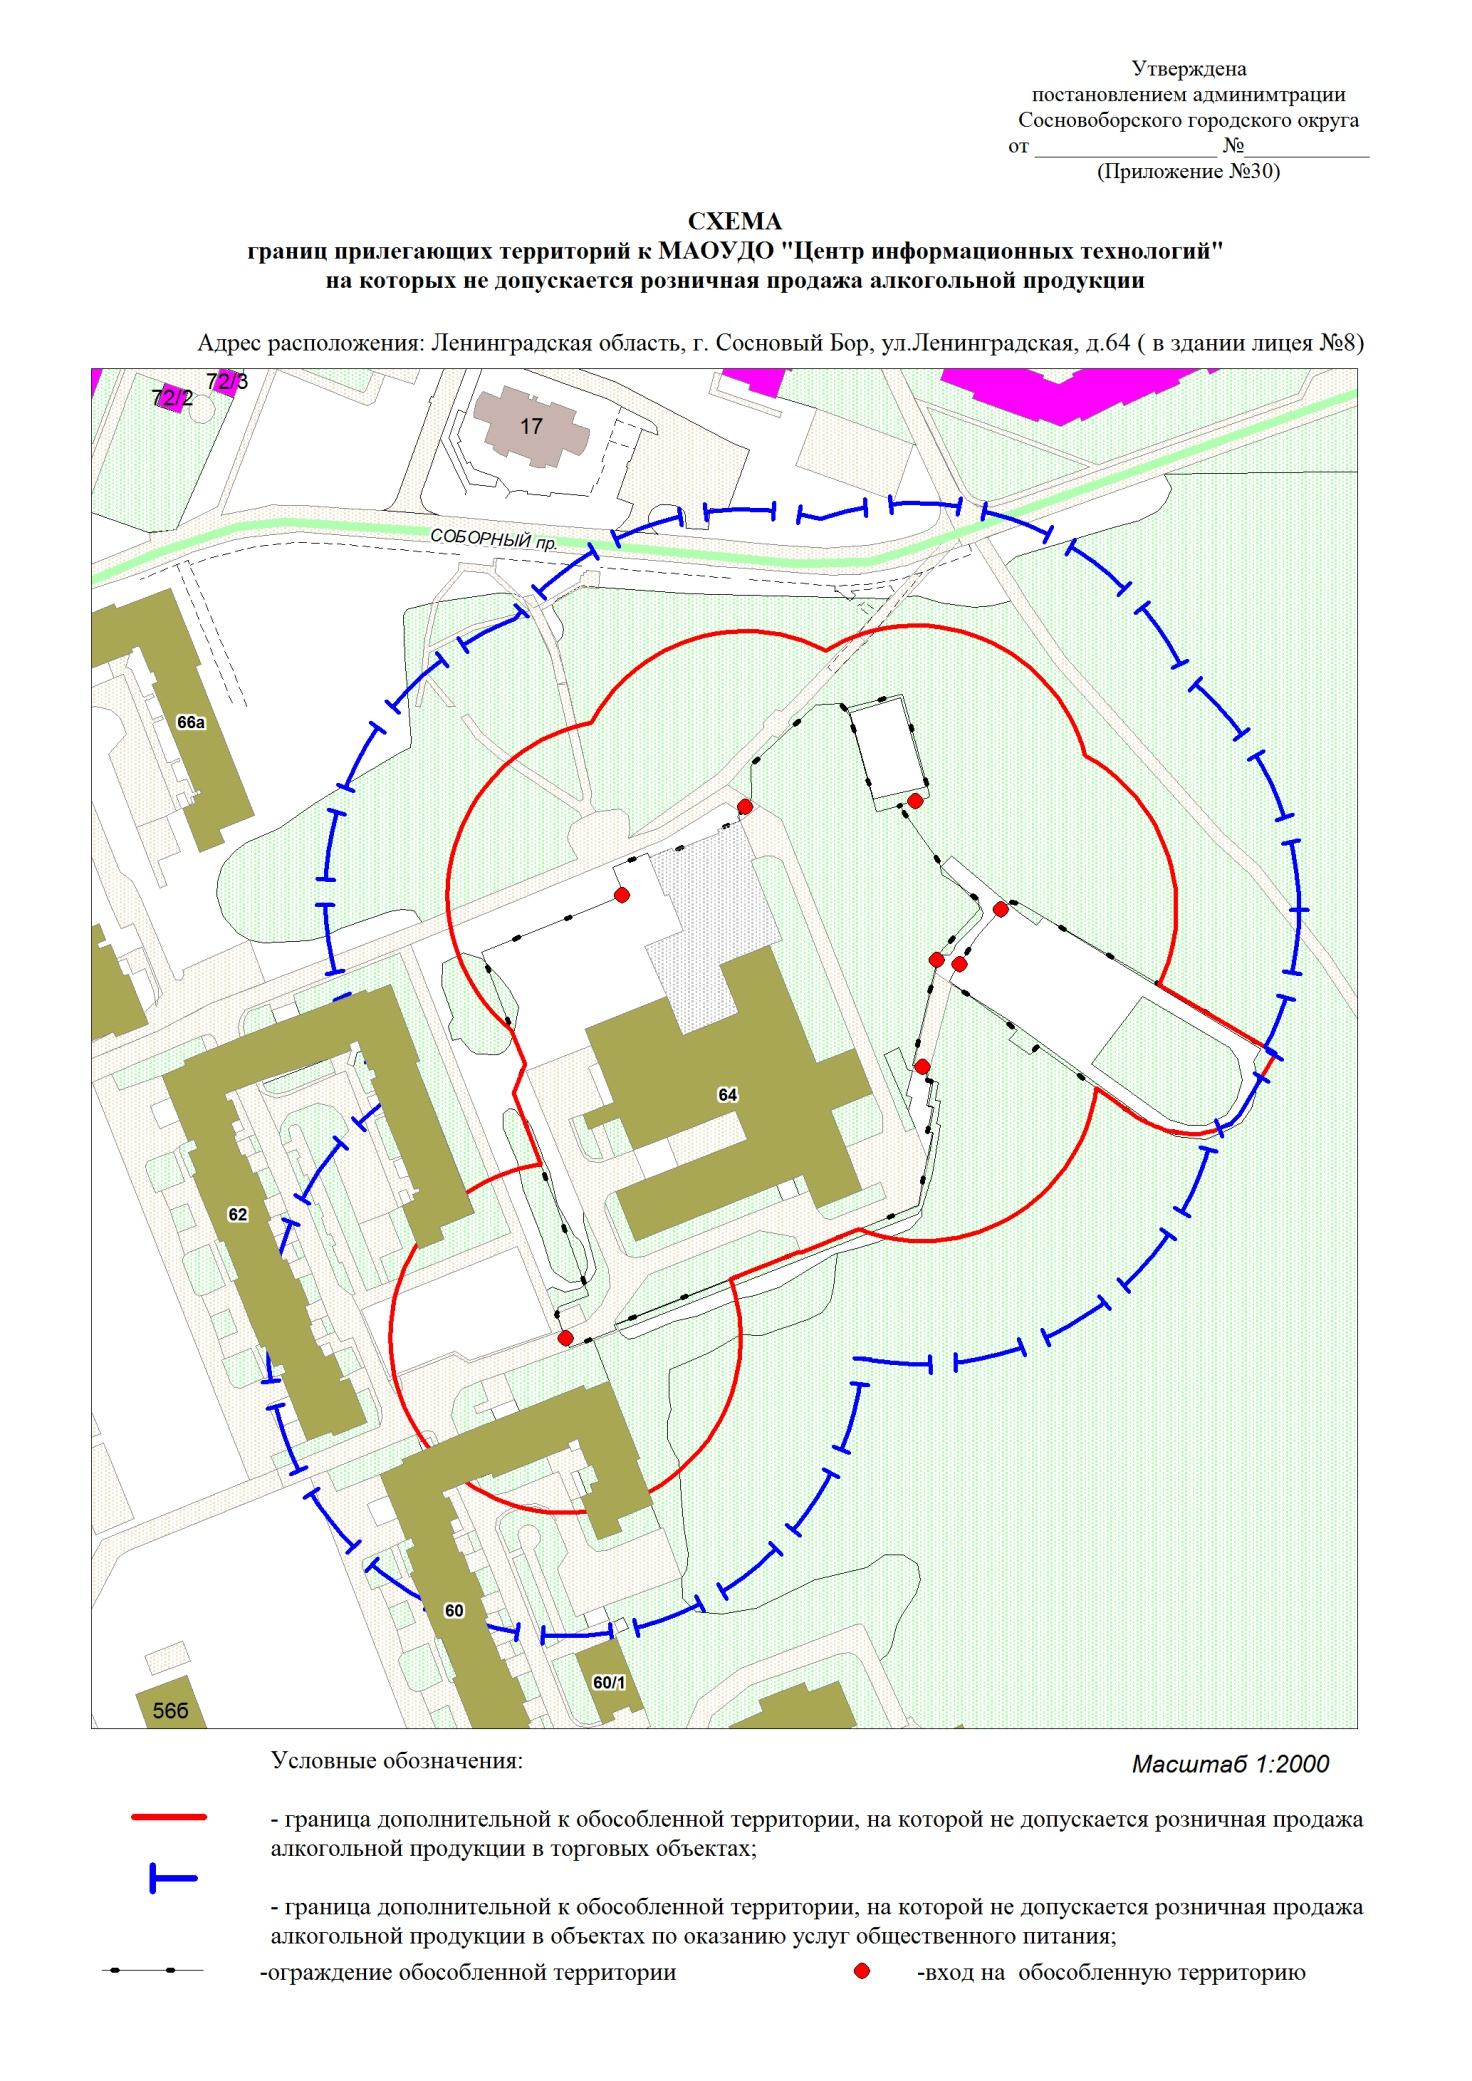 Утверждена
постановлением админимтрации
Сосновоборского городского округа
от _________________ №____________
(Приложение №30)
СХЕМА
границ прилегающих территорий к МАОУДО "Центр информационных технологий"
на которых не допускается розничная продажа алкогольной продукции
Адрес расположения: Ленинградская область, г. Сосновый Бор, ул.Ленинградская, д.64 ( в здании лицея №8)
72/3
72/2
17
СОБОРНЫЙ пр.
66а
64
62
60
60/1
56б
Условные обозначения:
Масштаб 1:2000
- граница дополнительной к обособленной территории, на которой не допускается розничная продажа
алкогольной продукции в торговых объектах;
- граница дополнительной к обособленной территории, на которой не допускается розничная продажа
алкогольной продукции в объектах по оказанию услуг общественного питания;
-ограждение обособленной территории
-вход на обособленную территорию